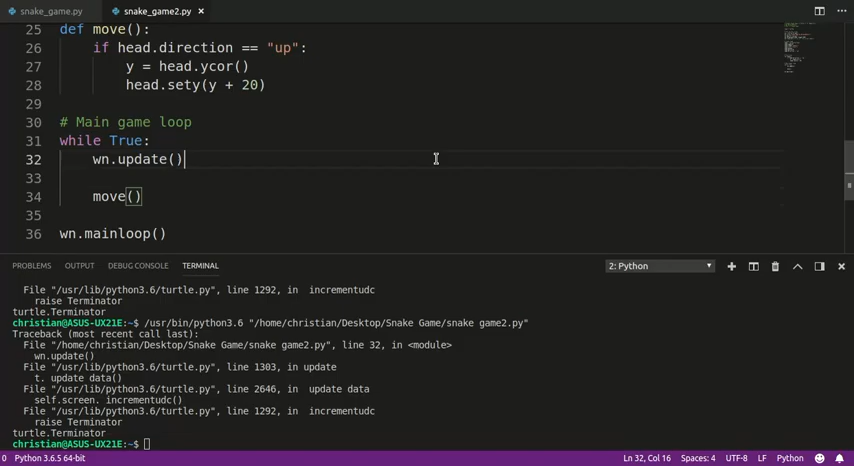 snake_game.py snake_game2.py × ···
25 def move():
26 if head.direction == "up":
27 y = head.ycor()
28 head.sety(y + 20)
29
30 # Main game loop
31 while True:
32 wn.update()
33
34 move()
35
36 wn.mainloop()
PROBLEMS OUTPUT DEBUG CONSOLE TERMINAL 2: Python
File "/usr/lib/python3.6/turtle.py", line 1292, in incrementudc
raise Terminator
turtle.Terminator
christian@ASUS-UX21E:~$ /usr/bin/python3.6 "/home/christian/Desktop/Snake Game/snake game2.py"
Traceback (most recent call last):
File "/home/christian/Desktop/Snake Game/snake game2.py", line 32, in <module>
wn.update()
File "/usr/lib/python3.6/turtle.py", line 1303, in update
t. update data()
File "/usr/lib/python3.6/turtle.py", line 2646, in update data
self.screen. incrementudc()
File "/usr/lib/python3.6/turtle.py", line 1292, in incrementudc
raise Terminator
turtle.Terminator
christian@ASUS-UX21E:~$
0 Python 3.6.5 64-bit Ln 32, Col 16 Spaces: 4 UTF-8 LF Python